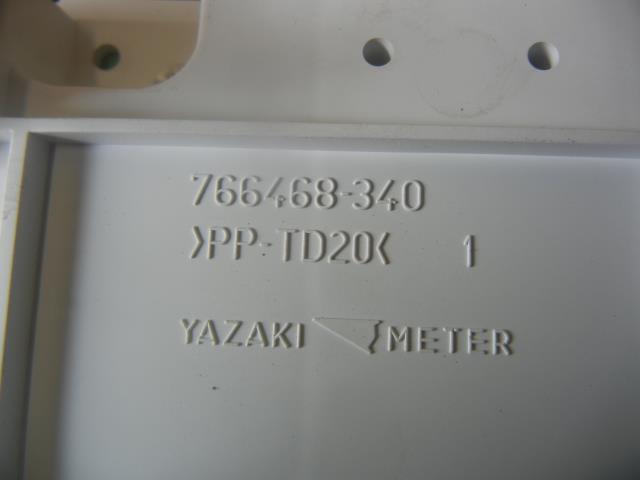 766468-340
>PP-TD20< 1
YAZAKI METER